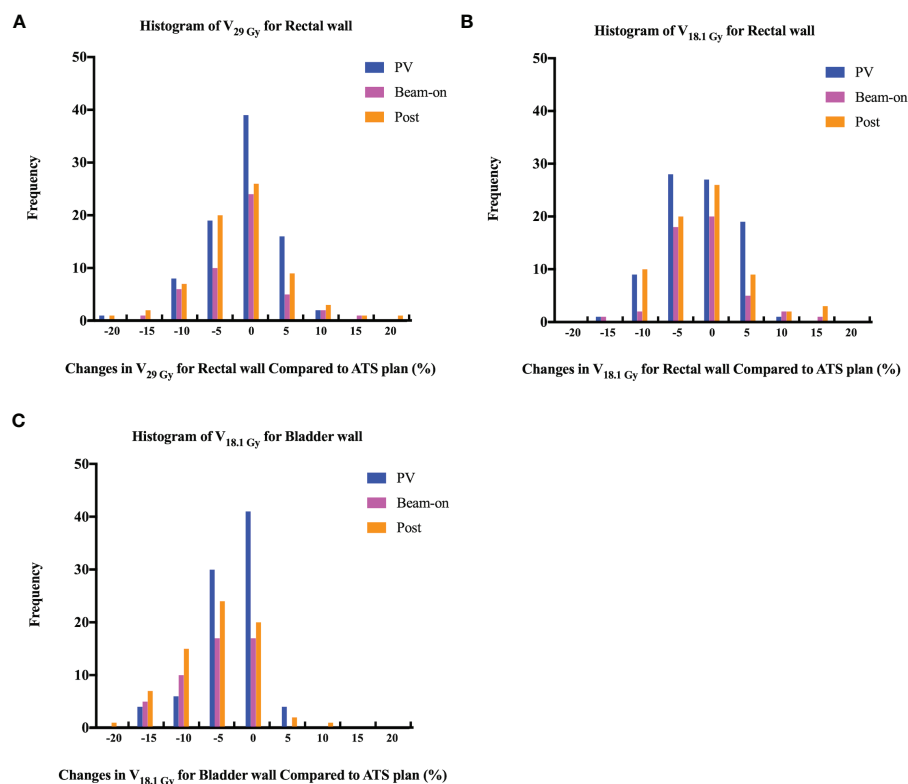 A
Histogram of V29 Gy for Rectal wall
50
40
30
20
10
0
Frequency
PV
Beam-on
Post
-20 -15 -10 -5 0 5 10 15 20
Changes in V29 Gy for Rectal wall Compared to ATS plan (%)
B
Histogram of V18.1 Gy for Rectal wall
50
40
30
20
10
0
Frequency
PV
Beam-on
Post
-20 -15 -10 -5 0 5 10 15 20
Changes in V18.1 Gy for Rectal wall Compared to ATS plan (%)
C
Histogram of V18.1 Gy for Bladder wall
50
40
30
20
10
0
Frequency
PV
Beam-on
Post
-20 -15 -10 -5 0 5 10 15 20
Changes in V18.1 Gy for Bladder wall Compared to ATS plan (%)